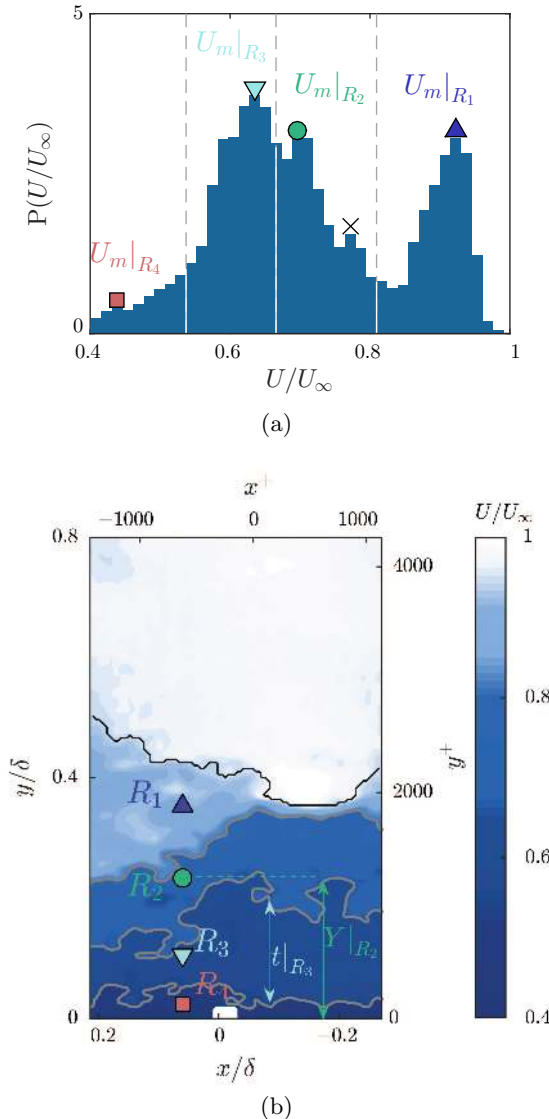 5
U_m|_{R_3}
U_m|_{R_2}
U_m|_{R_1}
P(U/U_∞)
U_m|_{R_4}
0
0.4 0.6 0.8 1
U/U_∞
(a)
x^+
−1000 0 1000
U/U_∞
0.8 4000 1
y/δ
0.8
0.4 2000 y^+
R_1
R_2
R_3
Y|_{R_2}
t|_{R_3}
0.6
R_4
0 0 0.4
0.2 0 −0.2
x/δ
(b)